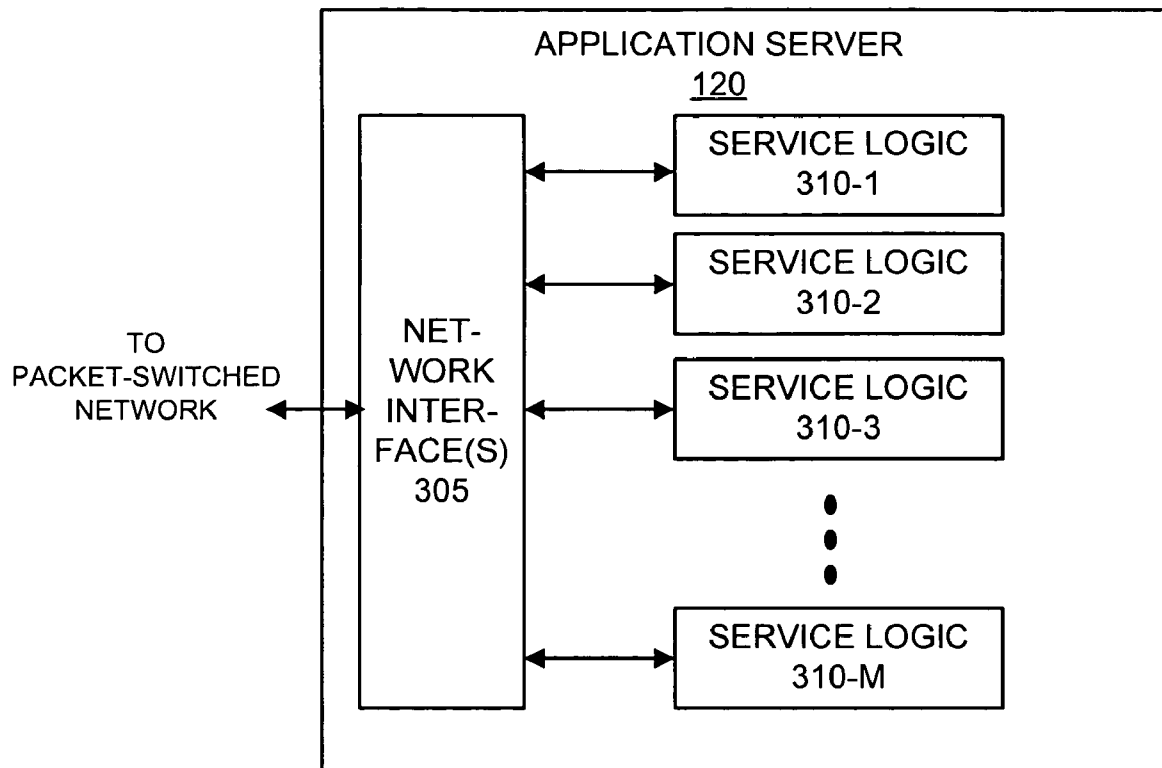 APPLICATION SERVER
120
SERVICE LOGIC
310-1
SERVICE LOGIC
310-2
TO
PACKET-SWITCHED
NETWORK
NET-
WORK
INTER-
FACE(S)
305
SERVICE LOGIC
310-3
SERVICE LOGIC
310-M